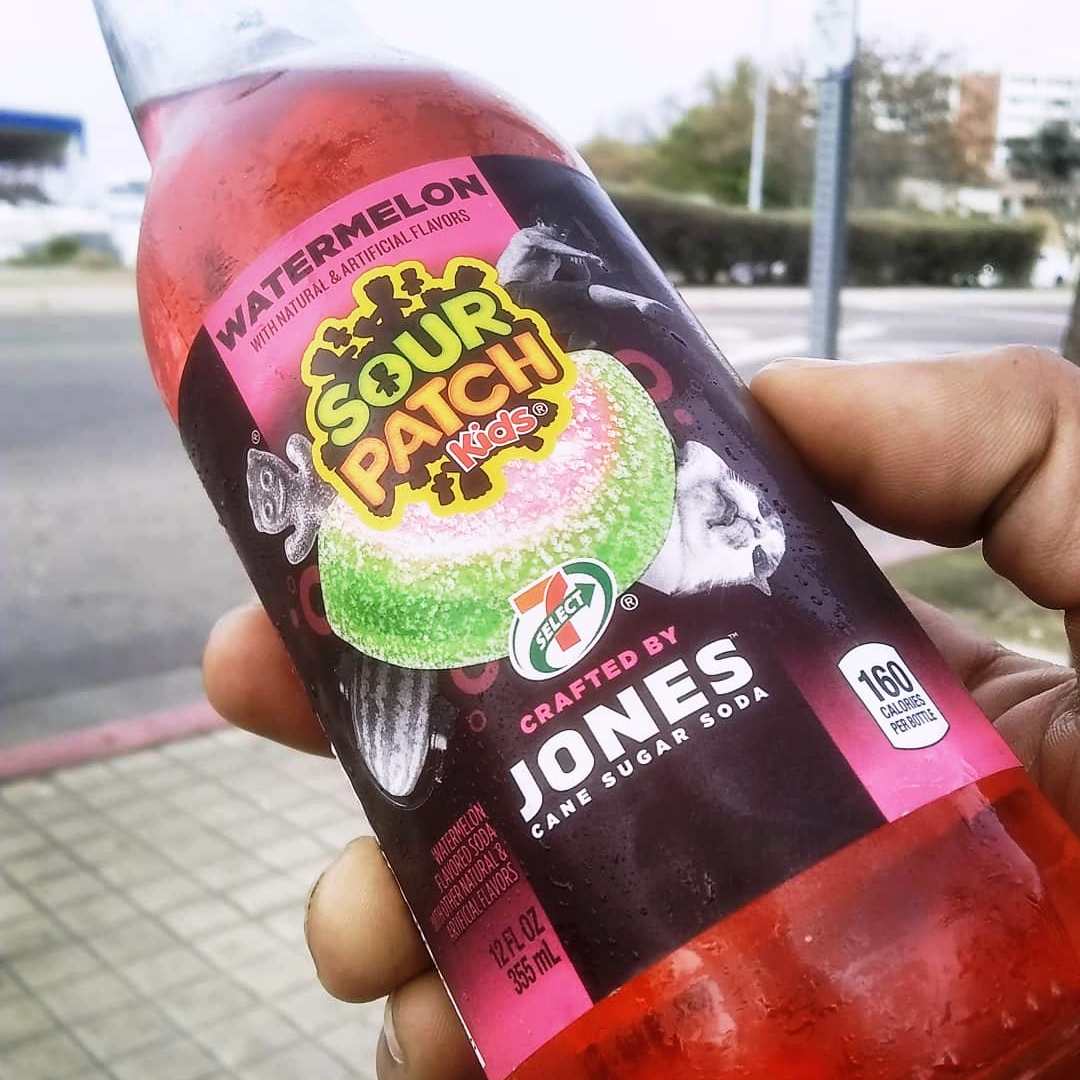 WATERMELON
WITH NATURAL & ARTIFICIAL FLAVORS
SOUR
PATCH
Kids®
®
7
SELECT
®
CRAFTED BY
JONES™
CANE SUGAR SODA
160
CALORIES
PER BOTTLE
WATERMELON
FLAVORED SODA
WITH OTHER NATURAL &
ARTIFICIAL FLAVORS
12 FL OZ
355 mL